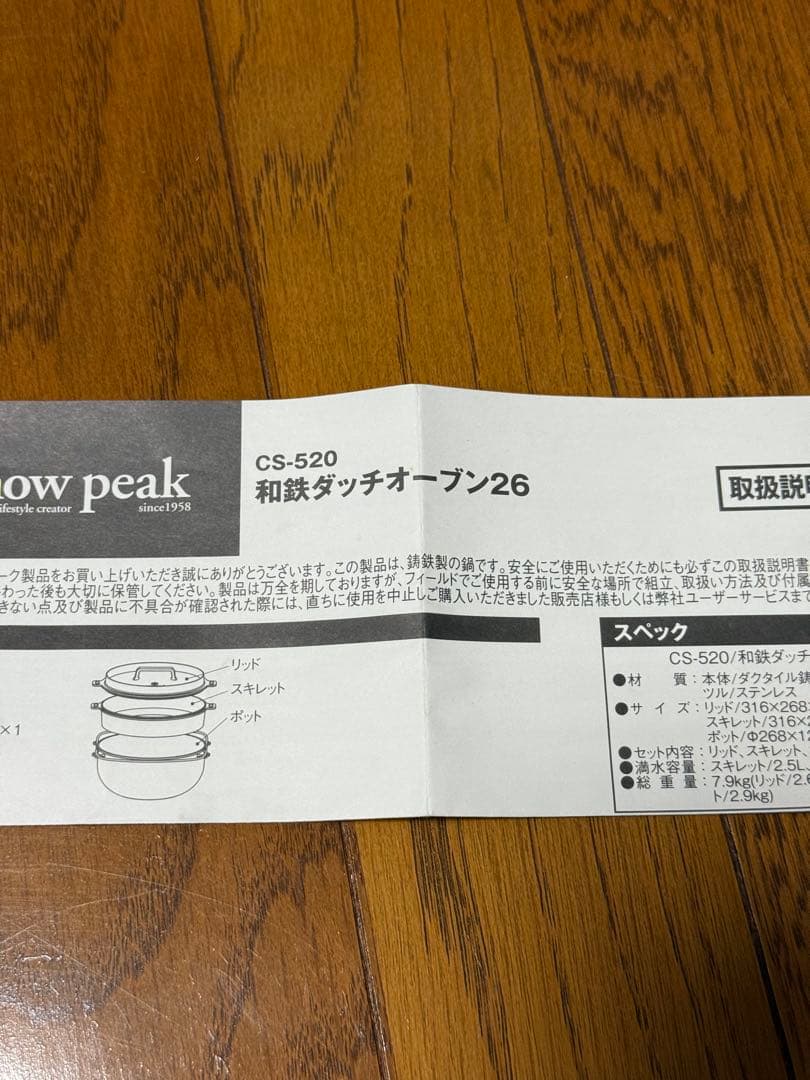 now peak
ifestyle creator since1958
CS-520
和鉄ダッチオーブン26
取扱説明
ーク製品をお買い上げいただき誠にありがとうございます。この製品は、鋳鉄製の鍋です。安全にご使用いただくためにも必ずこの取扱説明書
わった後も大切に保管してください。製品は万全を期しておりますが、フィールドでご使用する前に安全な場所で組立、取扱い方法及び付属
きない点及び製品に不具合が確認された際には、直ちに使用を中止しご購入いただきました販売店様もしくは弊社ユーザーサービスまで
リッド
スキレット
ポット
×1
スペック
CS-520/和鉄ダッチ
●材 質：本体/ダクタイル鋳
ツル/ステンレス
●サ イ ズ：リッド/316×268
スキレット/316×2
ポット/Φ268×12
●セット内容：リッド、スキレット、
●満水容量：スキレット/2.5L、
●総 重 量：7.9kg(リッド/2.6
ト/2.9kg)